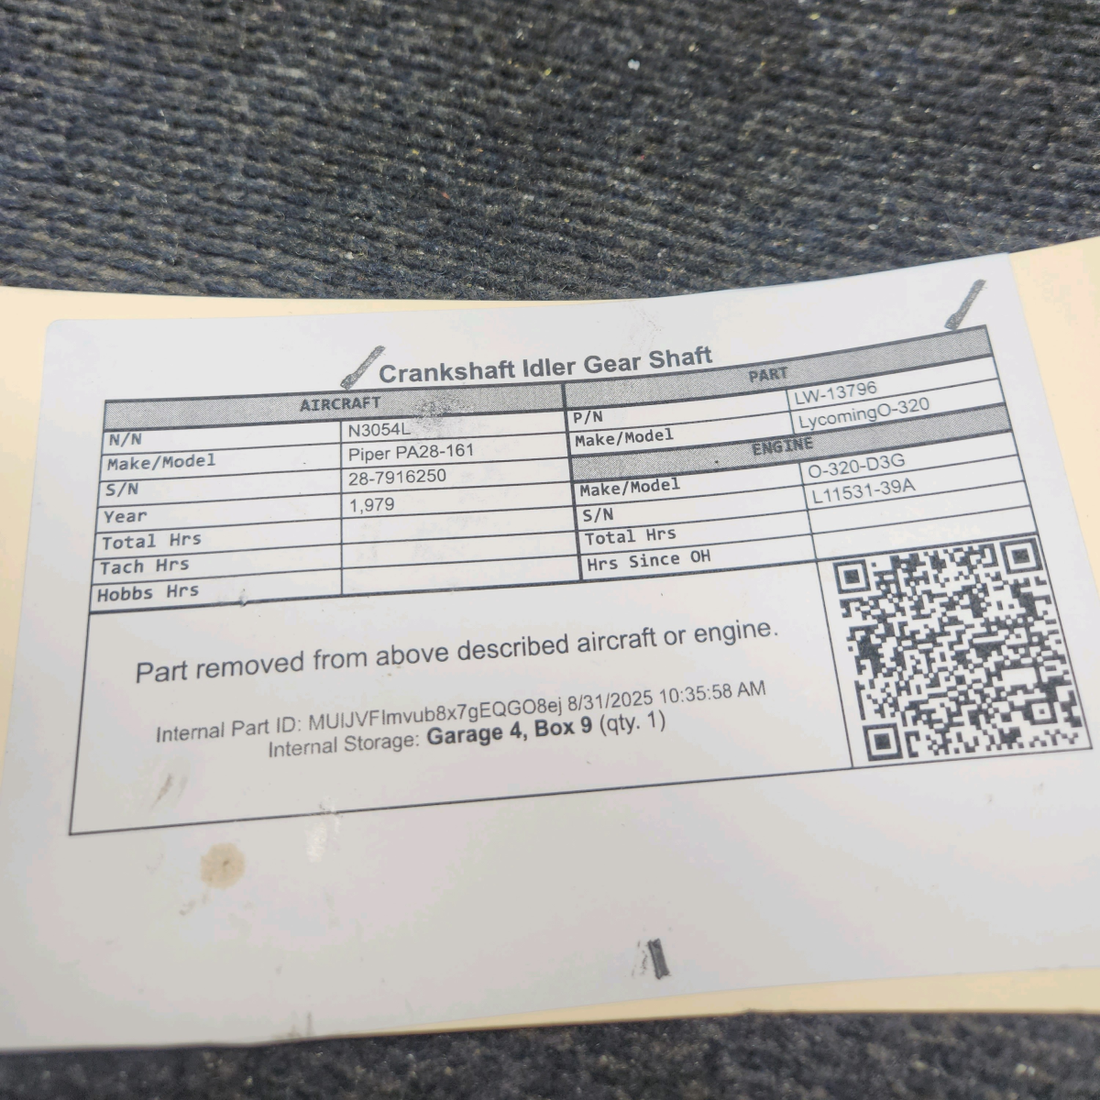 Crankshaft Idler Gear Shaft
AIRCRAFT
N/N N3054L
Make/Model Piper PA28-161
S/N 28-7916250
Year 1,979
Total Hrs
Tach Hrs
Hobbs Hrs
PART
P/N LW-13796
Make/Model LycomingO-320
ENGINE
Make/Model O-320-D3G
S/N L11531-39A
Total Hrs
Hrs Since OH
Part removed from above described aircraft or engine.
Internal Part ID: MUIJVFlmvub8x7gEQGO8ej 8/31/2025 10:35:58 AM
Internal Storage: Garage 4, Box 9 (qty. 1)